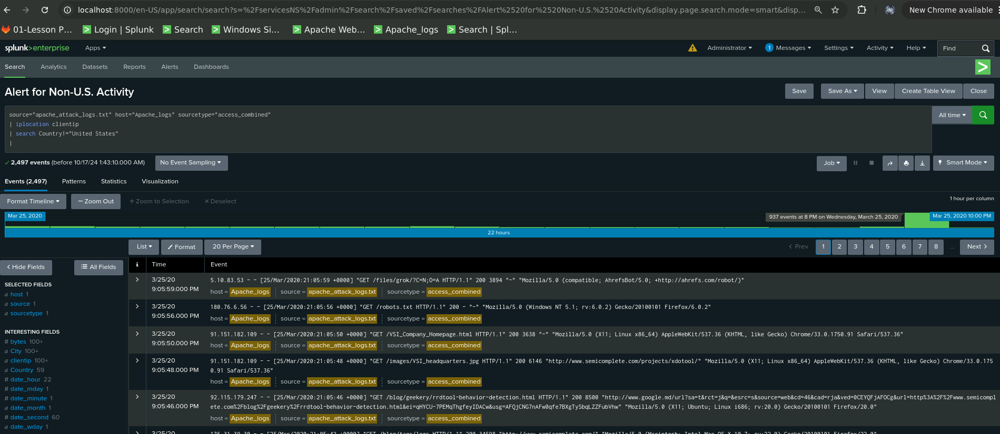 localhost:8000/en-US/app/search/search?s=%2FservicesNS%2Fadmin%2Fsearch%2Fsaved%2Fsearches%2FAlert%2520for%2520Non-U.S.%2520Activity&display.page.search.mode=smart&disp...
New Chrome available
01-Lesson P...
Login | Splunk
Search
Windows Si...
Apache Web...
Apache_logs
Search | Spl...
splunk>enterprise
Apps
Administrator
1 Messages
Settings
Activity
Help
Find
Search
Analytics
Datasets
Reports
Alerts
Dashboards
>
Alert for Non-U.S. Activity
Save
Save As
View
Create Table View
Close
source="apache_attack_logs.txt" host="Apache_logs" sourcetype="access_combined"
| iplocation clientip
| search Country!="United States"
|
All time
✓ 2,497 events (before 10/17/24 1:43:10.000 AM)
No Event Sampling
Job
Smart Mode
Events (2,497)
Patterns
Statistics
Visualization
Format Timeline
— Zoom Out
+ Zoom to Selection
× Deselect
1 hour per column
Mar 25, 2020
937 events at 8 PM on Wednesday, March 25, 2020
Mar 25, 2020 10:00 PM
22 hours
List
Format
20 Per Page
< Prev
1
2
3
4
5
6
7
8
...
Next >
< Hide Fields
All Fields
SELECTED FIELDS
a host 1
a source 1
a sourcetype 1
INTERESTING FIELDS
# bytes 100+
a City 100+
a clientip 100+
a Country 59
# date_hour 22
# date_mday 1
# date_minute 1
a date_month 1
# date_second 60
a date_wday 1
i
Time
Event
3/25/20
9:05:59.000 PM
5.10.83.53 - - [25/Mar/2020:21:05:59 +0000] "GET /files/grok/?C=N;O=A HTTP/1.1" 200 3894 "-" "Mozilla/5.0 (compatible; AhrefsBot/5.0; +http://ahrefs.com/robot/)"
host = Apache_logs source = apache_attack_logs.txt sourcetype = access_combined
3/25/20
9:05:56.000 PM
180.76.6.56 - - [25/Mar/2020:21:05:56 +0000] "GET /robots.txt HTTP/1.1" 200 - "-" "Mozilla/5.0 (Windows NT 5.1; rv:6.0.2) Gecko/20100101 Firefox/6.0.2"
host = Apache_logs source = apache_attack_logs.txt sourcetype = access_combined
3/25/20
9:05:50.000 PM
91.151.182.109 - - [25/Mar/2020:21:05:50 +0000] "GET /VSI_Company_Homepage.html HTTP/1.1" 200 3638 "-" "Mozilla/5.0 (X11; Linux x86_64) AppleWebKit/537.36 (KHTML, like Gecko) Chrome/33.0.1750.91 Safari/537.36"
host = Apache_logs source = apache_attack_logs.txt sourcetype = access_combined
3/25/20
9:05:48.000 PM
91.151.182.109 - - [25/Mar/2020:21:05:48 +0000] "GET /images/VSI_headquarters.jpg HTTP/1.1" 200 6146 "http://www.semicomplete.com/projects/xdotool/" "Mozilla/5.0 (X11; Linux x86_64) AppleWebKit/537.36 (KHTML, like Gecko) Chrome/33.0.175
0.91 Safari/537.36"
host = Apache_logs source = apache_attack_logs.txt sourcetype = access_combined
3/25/20
9:05:46.000 PM
92.115.179.247 - - [25/Mar/2020:21:05:46 +0000] "GET /blog/geekery/rrdtool-behavior-detection.html HTTP/1.1" 200 8500 "http://www.google.md/url?sa=t&rct=j&q=&esrc=s&source=web&cd=46&cad=rja&ved=0CEYQFjAFOCg&url=http%3A%2F%2Fwww.semicompl
ete.com%2Fblog%2Fgeekery%2Frrdtool-behavior-detection.html&ei=qHYCU-7PEMqThgfeyIDACw&usg=AFQjCNG7nAFw0qfe7BXgTySbqLZZFubVhw" "Mozilla/5.0 (X11; Ubuntu; Linux i686; rv:20.0) Gecko/20100101 Firefox/20.0"
host = Apache_logs source = apache_attack_logs.txt sourcetype = access_combined
3/25/20
176.31.39.30 - - [25/Mar/2020:21:05:42 +0000] "GET /blog/tags/logs HTTP/1.1" 200 34598 "http://www.semicomplete.com/" "Mozilla/5.0 (Macintosh; Intel Mac OS X 10.7; rv:22.0) Gecko/20100101 Firefox/22.0"